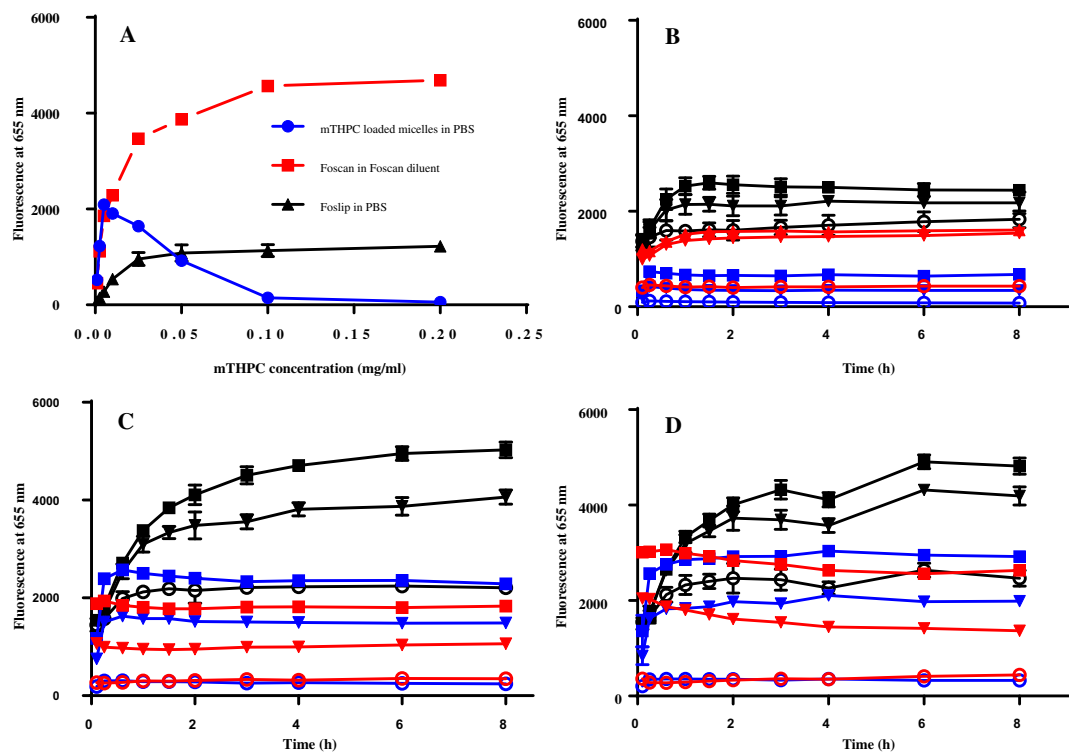 A
Fluorescence at 655 nm
6000
4000
2000
0
mTHPC loaded micelles in PBS
Foscan in Foscan diluent
Foslip in PBS
0.00 0.05 0.10 0.15 0.20 0.25
mTHPC concentration (mg/ml)
B
Fluorescence at 655 nm
6000
4000
2000
0
0 2 4 6 8
Time (h)
C
Fluorescence at 655 nm
6000
4000
2000
0
0 2 4 6 8
Time (h)
D
Fluorescence at 655 nm
6000
4000
2000
0
0 2 4 6 8
Time (h)